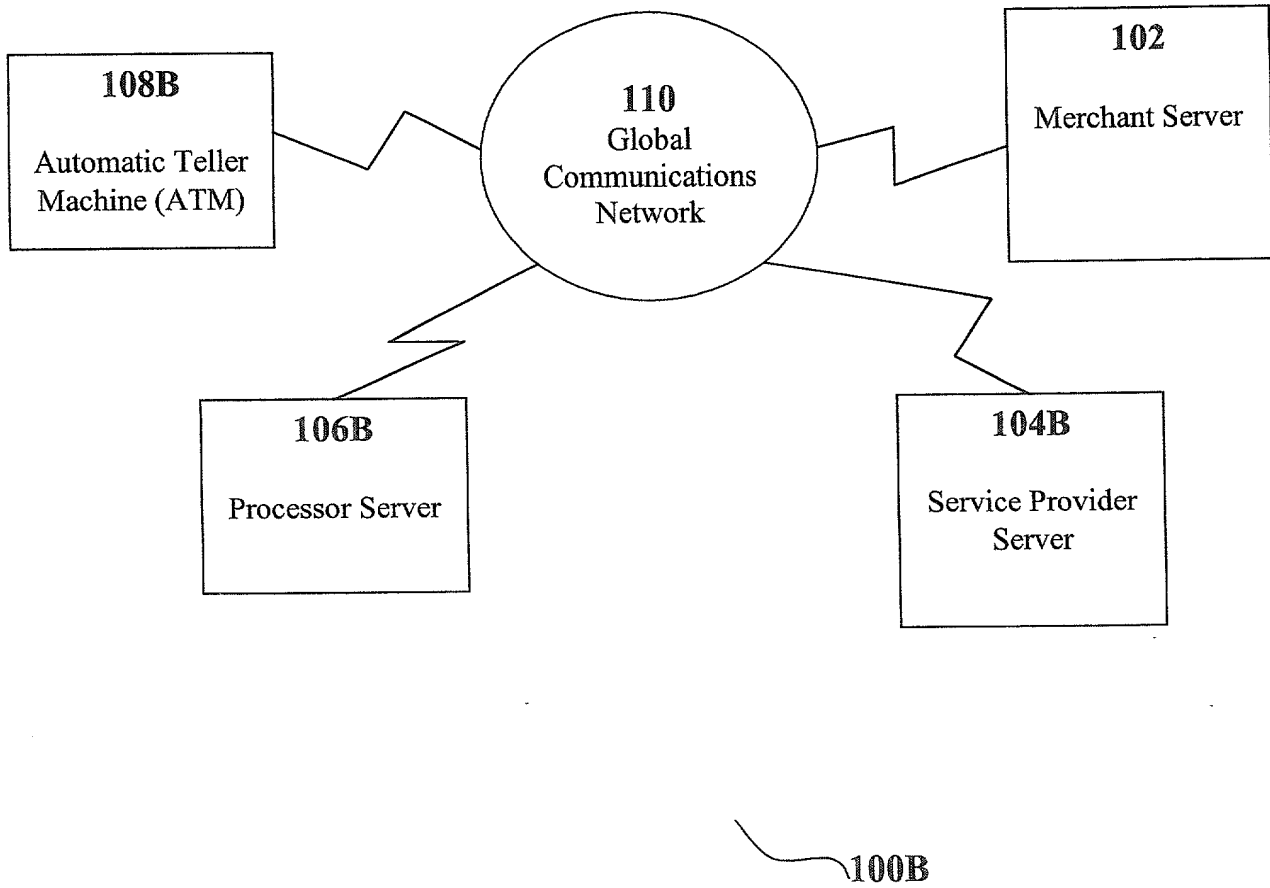 108B
Automatic Teller
Machine (ATM)
110
Global
Communications
Network
102
Merchant Server
106B
Processor Server
104B
Service Provider
Server
100B